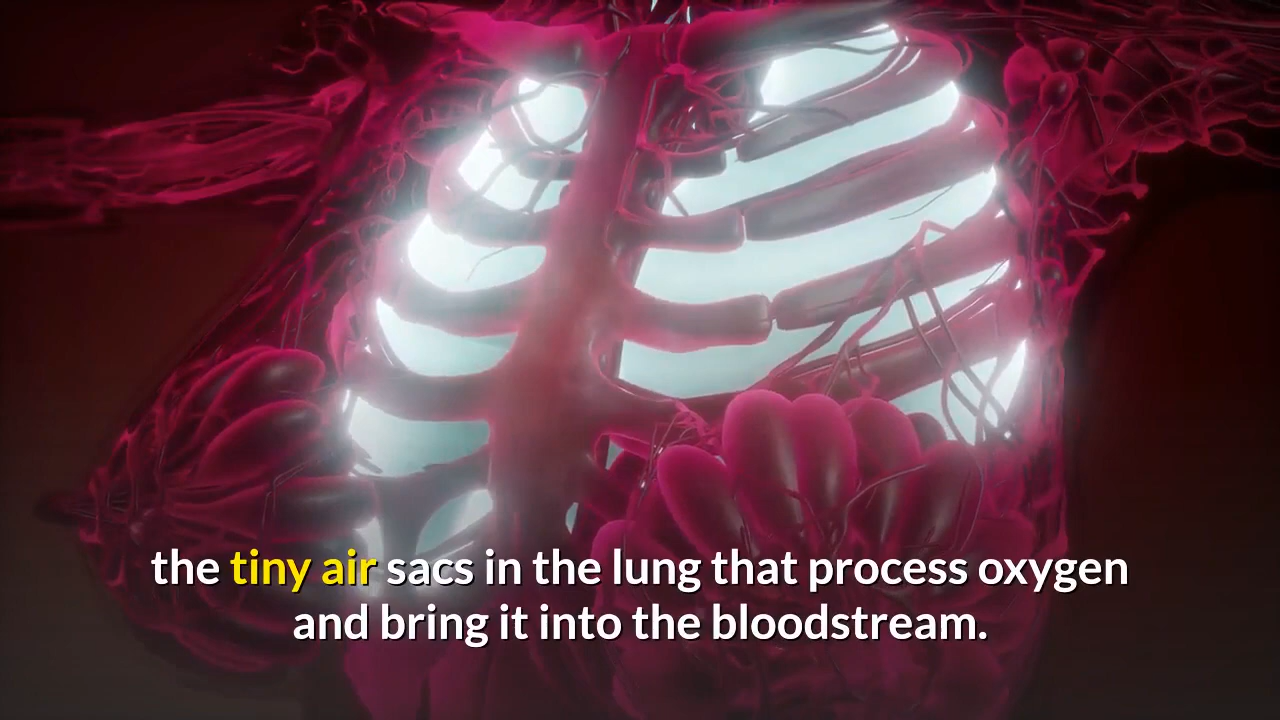 the tiny air sacs in the lung that process oxygen
and bring it into the bloodstream.